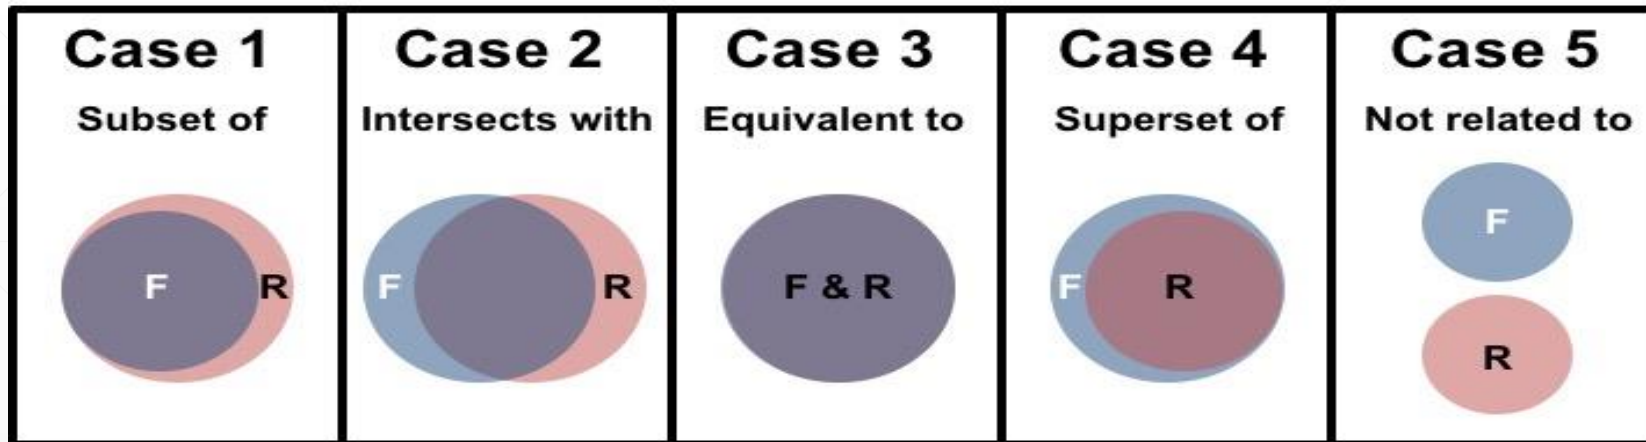 Case 1
Subset of
F
R
Case 2
Intersects with
F
R
Case 3
Equivalent to
F & R
Case 4
Superset of
F
R
Case 5
Not related to
F
R